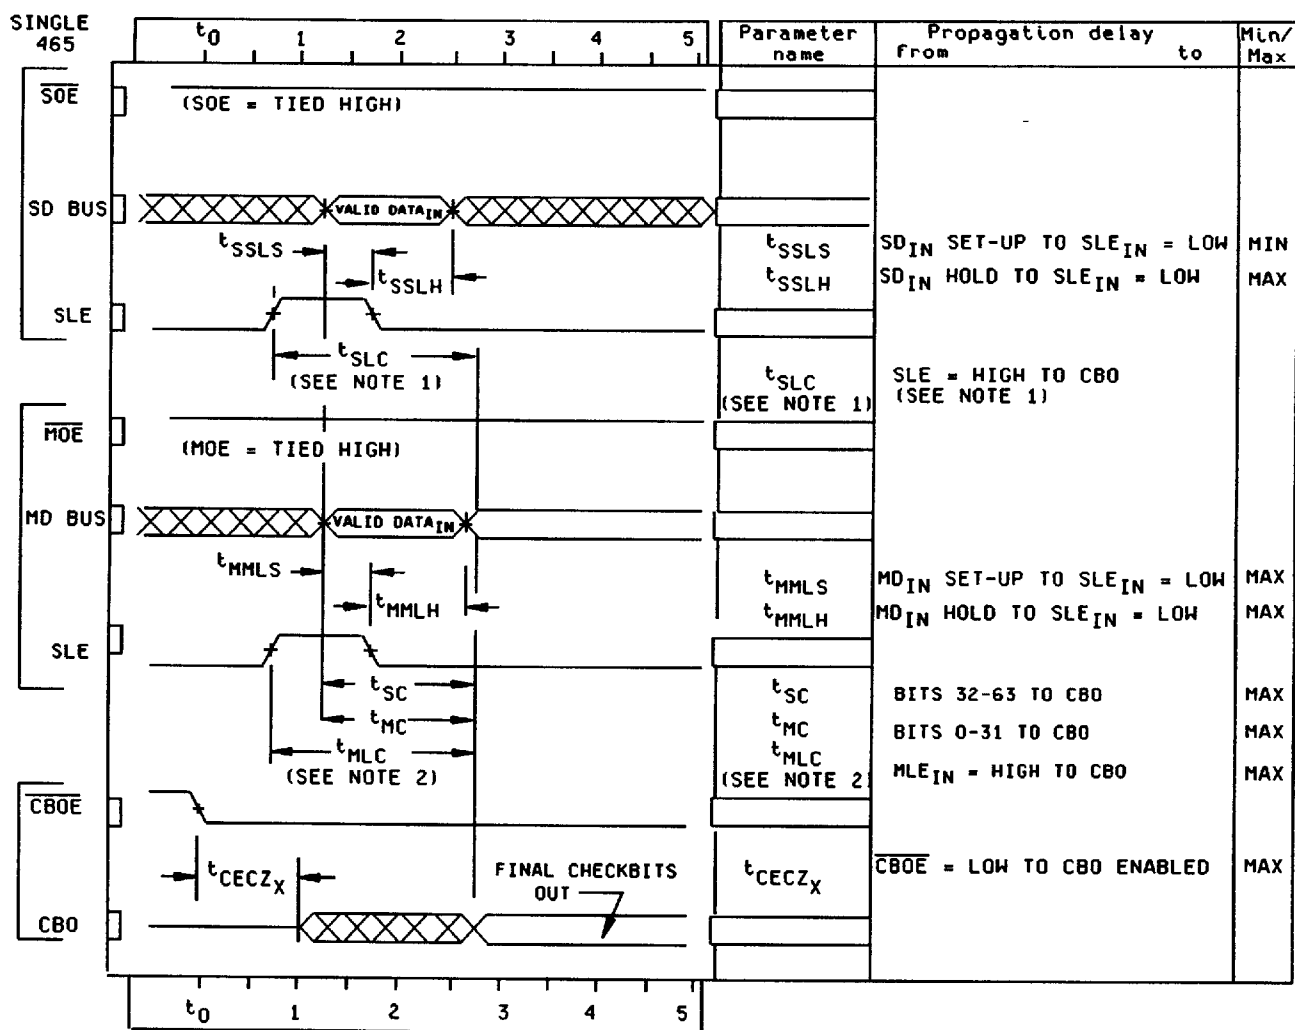 SINGLE 465 t0 1 2 3 4 5 Parameter name Propagation delay from to Min/Max
SOE (SOE = TIED HIGH)
SD BUS VALID DATAIN
tSSLS tSSLS SDIN SET-UP TO SLEIN = LOW MIN
tSSLH tSSLH SDIN HOLD TO SLEIN = LOW MAX
SLE
tSLC (SEE NOTE 1) tSLC (SEE NOTE 1) SLE = HIGH TO CBO (SEE NOTE 1)
MOE (MOE = TIED HIGH)
MD BUS VALID DATAIN
tMMLS tMMLS MDIN SET-UP TO SLEIN = LOW MAX
tMMLH tMMLH MDIN HOLD TO SLEIN = LOW MAX
SLE
tSC tSC BITS 32-63 TO CBO MAX
tMC tMC BITS 0-31 TO CBO MAX
tMLC (SEE NOTE 2) tMLC (SEE NOTE 2) MLEIN = HIGH TO CBO MAX
CBOE
tCECZX FINAL CHECKBITS OUT tCECZX CBOE = LOW TO CBO ENABLED MAX
CBO
t0 1 2 3 4 5